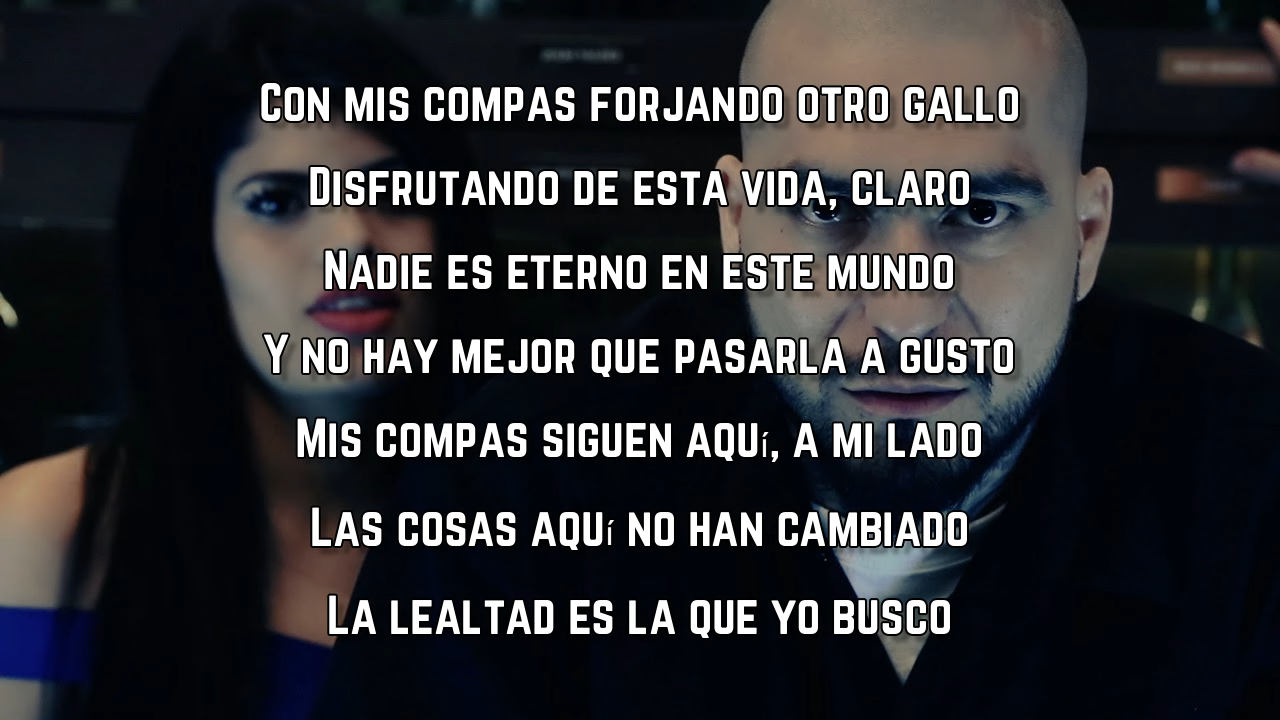 Con mis compas forjando otro gallo
Disfrutando de esta vida, claro
Nadie es eterno en este mundo
Y no hay mejor que pasarla a gusto
Mis compas siguen aquí, a mi lado
Las cosas aquí no han cambiado
La lealtad es la que yo busco